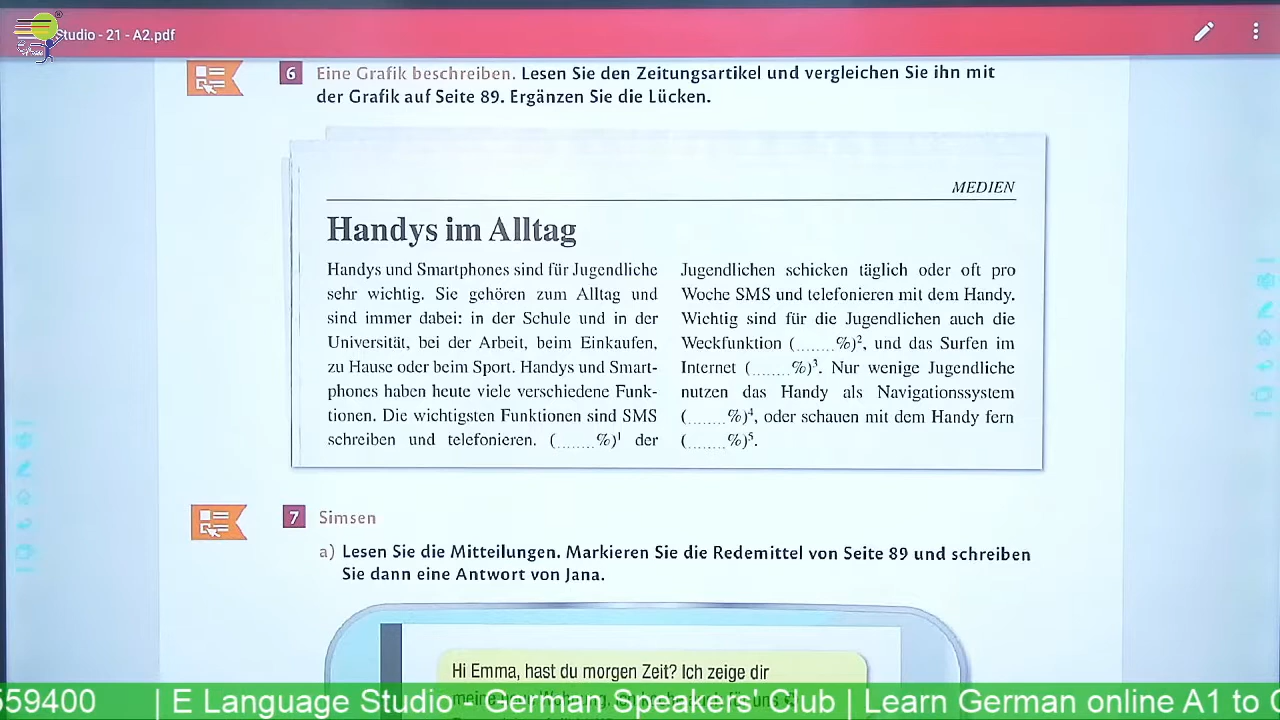 Studio - 21 - A2.pdf
6 Eine Grafik beschreiben. Lesen Sie den Zeitungsartikel und vergleichen Sie ihn mit
der Grafik auf Seite 89. Ergänzen Sie die Lücken.
MEDIEN
Handys im Alltag
Handys und Smartphones sind für Jugendliche
sehr wichtig. Sie gehören zum Alltag und
sind immer dabei: in der Schule und in der
Universität, bei der Arbeit, beim Einkaufen,
zu Hause oder beim Sport. Handys und Smart-
phones haben heute viele verschiedene Funk-
tionen. Die wichtigsten Funktionen sind SMS
schreiben und telefonieren. (........%)¹ der
Jugendlichen schicken täglich oder oft pro
Woche SMS und telefonieren mit dem Handy.
Wichtig sind für die Jugendlichen auch die
Weckfunktion (........%)², und das Surfen im
Internet (........%)³. Nur wenige Jugendliche
nutzen das Handy als Navigationssystem
(........%)⁴, oder schauen mit dem Handy fern
(........%)⁵.
7 Simsen
a) Lesen Sie die Mitteilungen. Markieren Sie die Redemittel von Seite 89 und schreiben
Sie dann eine Antwort von Jana.
Hi Emma, hast du morgen Zeit? Ich zeige dir
559400 | E Language Studio - German Speakers' Club | Learn German online A1 to C